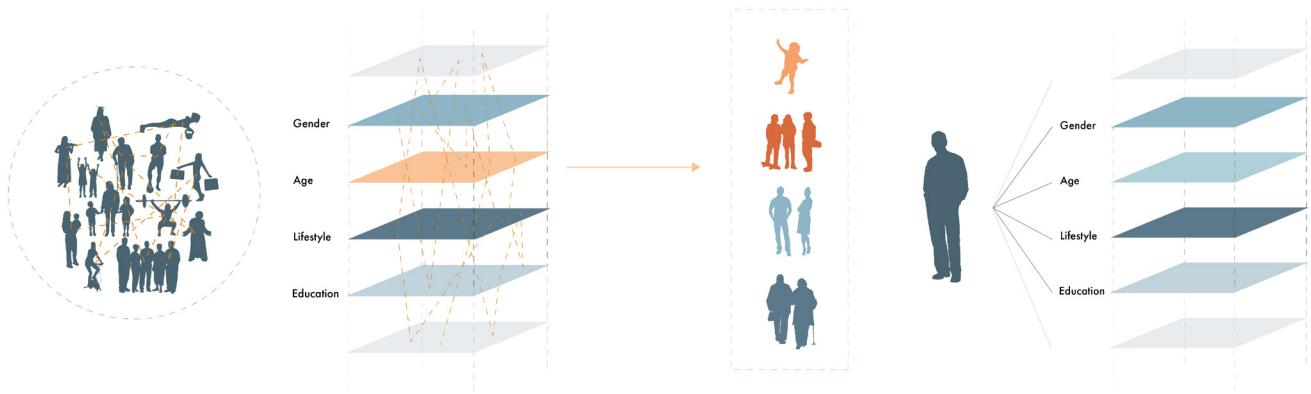 Gender
Age
Lifestyle
Education
Gender
Age
Lifestyle
Education